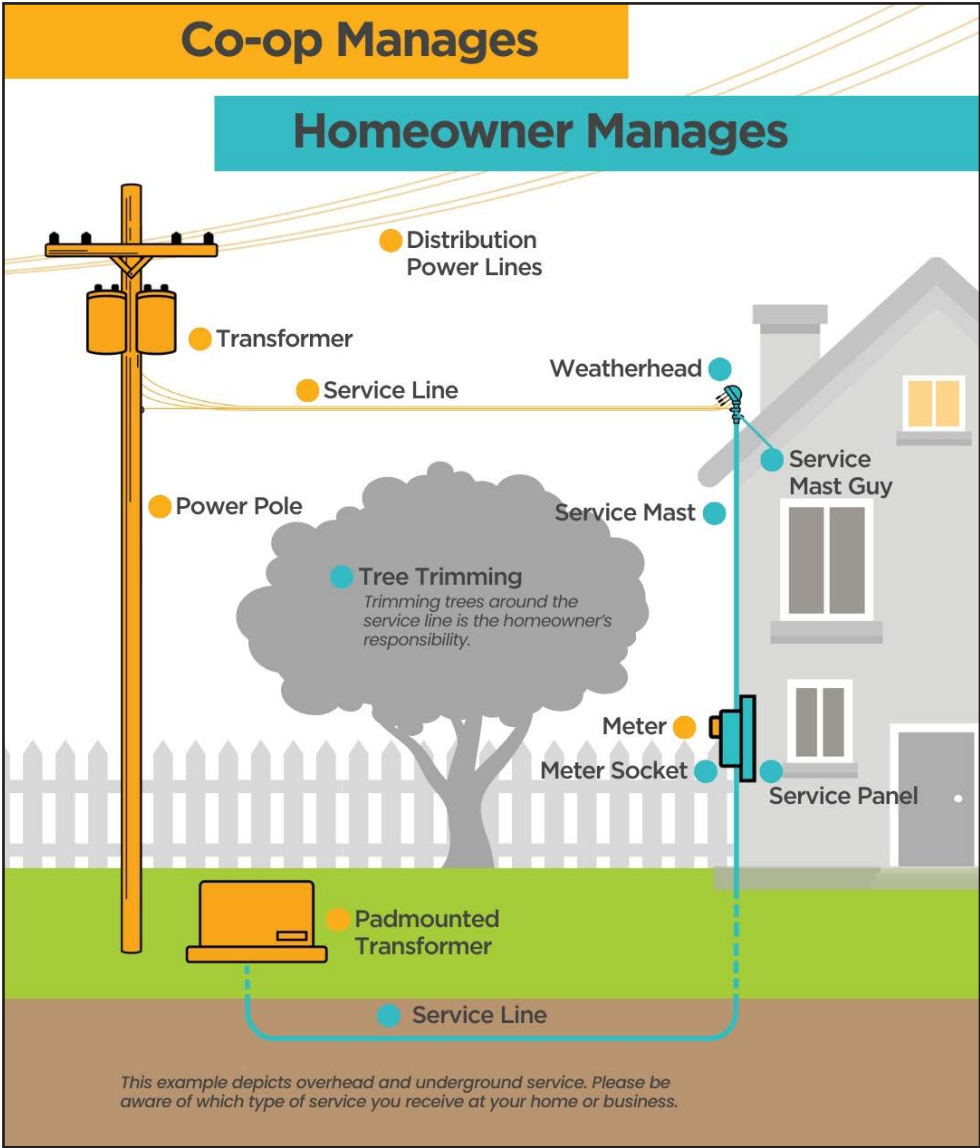 Co-op Manages
Homeowner Manages
Distribution
Power Lines
Transformer
Weatherhead
Service Line
Service
Mast Guy
Power Pole
Service Mast
Tree Trimming
Trimming trees around the
service line is the homeowner's
responsibility.
Meter
Meter Socket
Service Panel
Padmounted
Transformer
Service Line
This example depicts overhead and underground service. Please be
aware of which type of service you receive at your home or business.